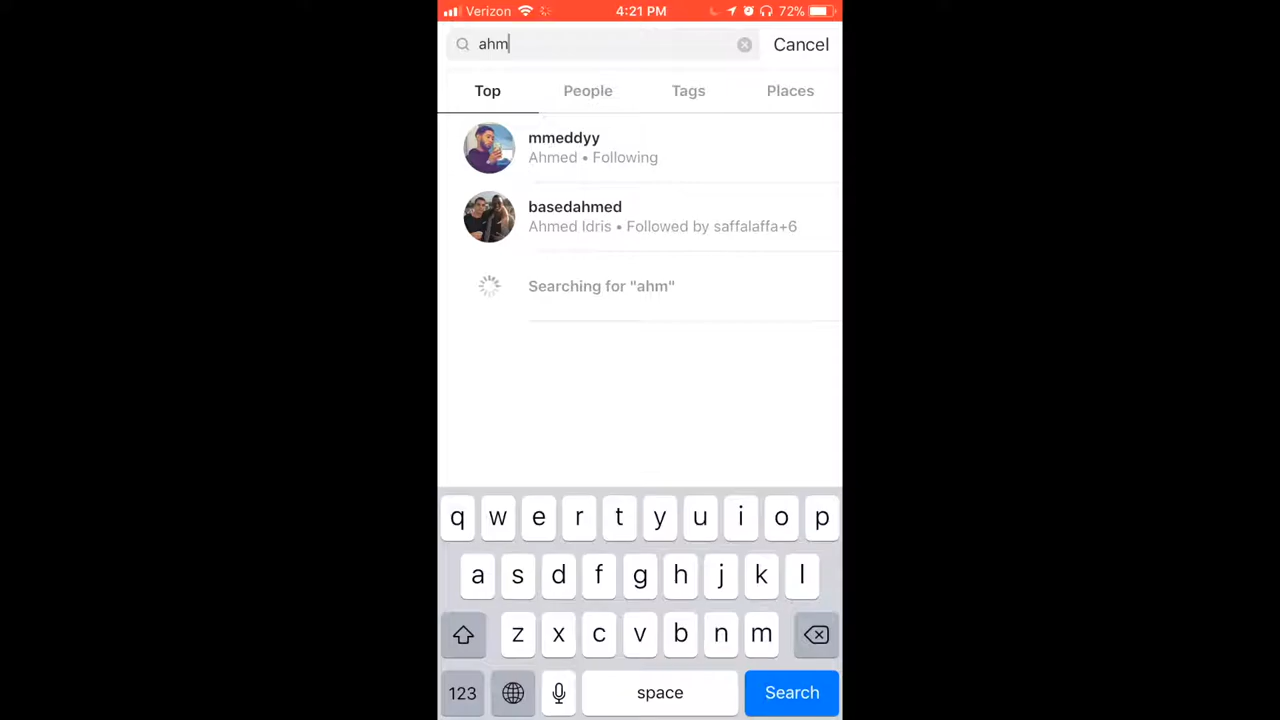 Verizon 4:21 PM 72%
ahm Cancel
Top People Tags Places
mmeddyy
Ahmed • Following
basedahmed
Ahmed Idris • Followed by saffalaffa+6
Searching for "ahm"
q w e r t y u i o p
a s d f g h j k l
z x c v b n m
123 space Search